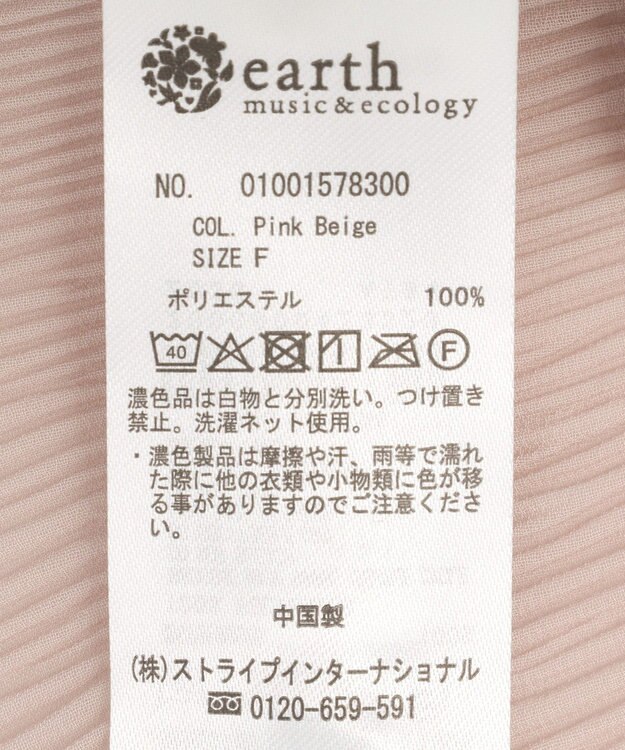 earth
music & ecology
NO. 01001578300
COL. Pink Beige
SIZE F
ポリエステル 100%
40 F
濃色品は白物と分別洗い。つけ置き
禁止。洗濯ネット使用。
・濃色製品は摩擦や汗、雨等で濡れ
た際に他の衣類や小物類に色が移
る事がありますのでご注意くださ
い。
中国製
(株)ストライプインターナショナル
0120-659-591